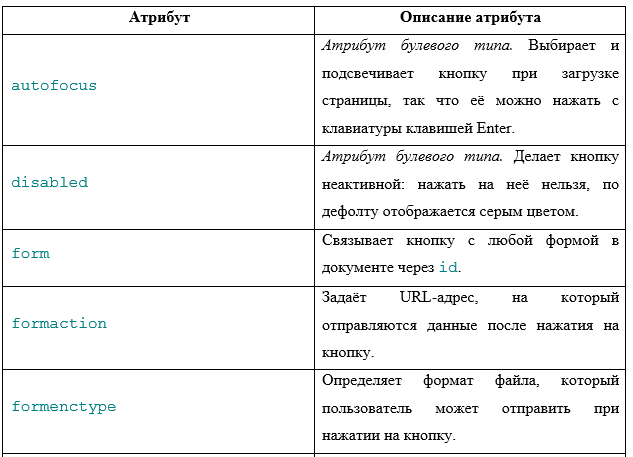 Атрибут
Описание атрибута
autofocus
Атрибут булевого типа. Выбирает и
подсвечивает кнопку при загрузке
страницы, так что её можно нажать с
клавиатуры клавишей Enter.
disabled
Атрибут булевого типа. Делает кнопку
неактивной: нажать на неё нельзя, по
дефолту отображается серым цветом.
form
Связывает кнопку с любой формой в
документе через id.
formaction
Задаёт URL-адрес, на который
отправляются данные после нажатия на
кнопку.
formenctype
Определяет формат файла, который
пользователь может отправить при
нажатии на кнопку.